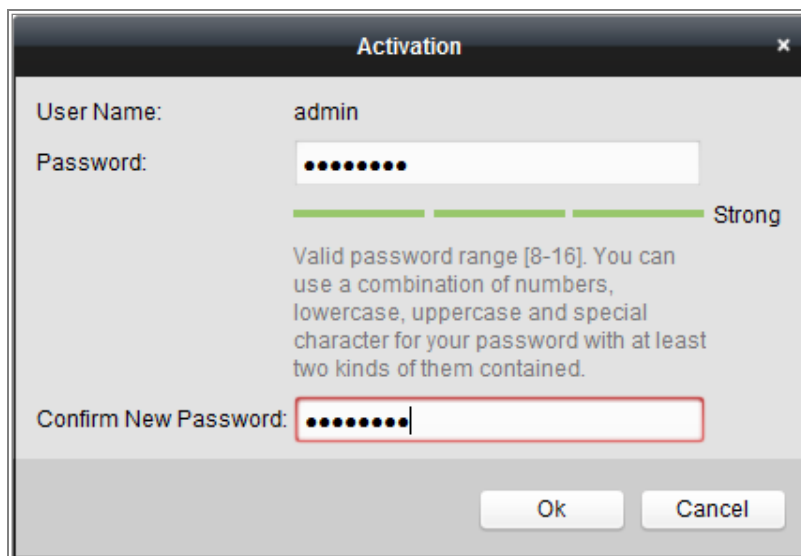 Activation
User Name: admin
Password: ••••••••
Strong
Valid password range [8-16]. You can
use a combination of numbers,
lowercase, uppercase and special
character for your password with at least
two kinds of them contained.
Confirm New Password: ••••••••
Ok Cancel